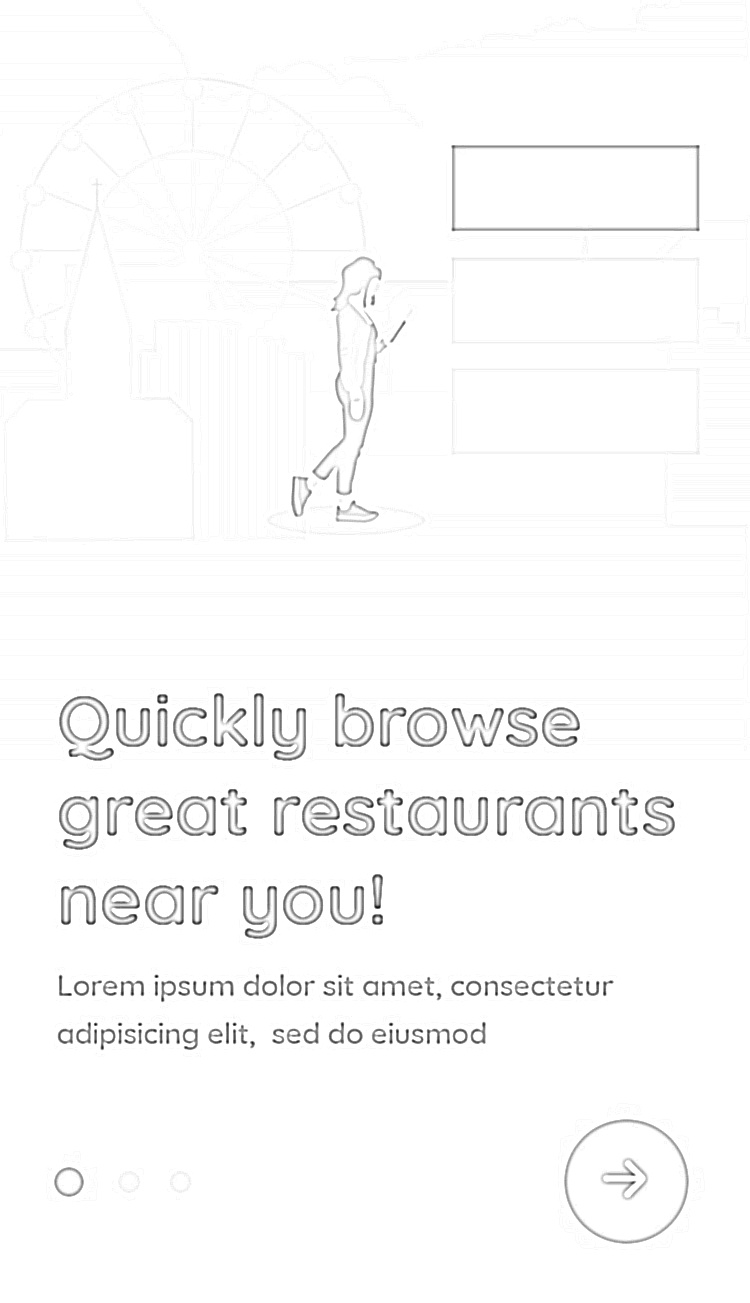 Quickly browse
great restaurants
near you!
Lorem ipsum dolor sit amet, consectetur
adipisicing elit,  sed do eiusmod